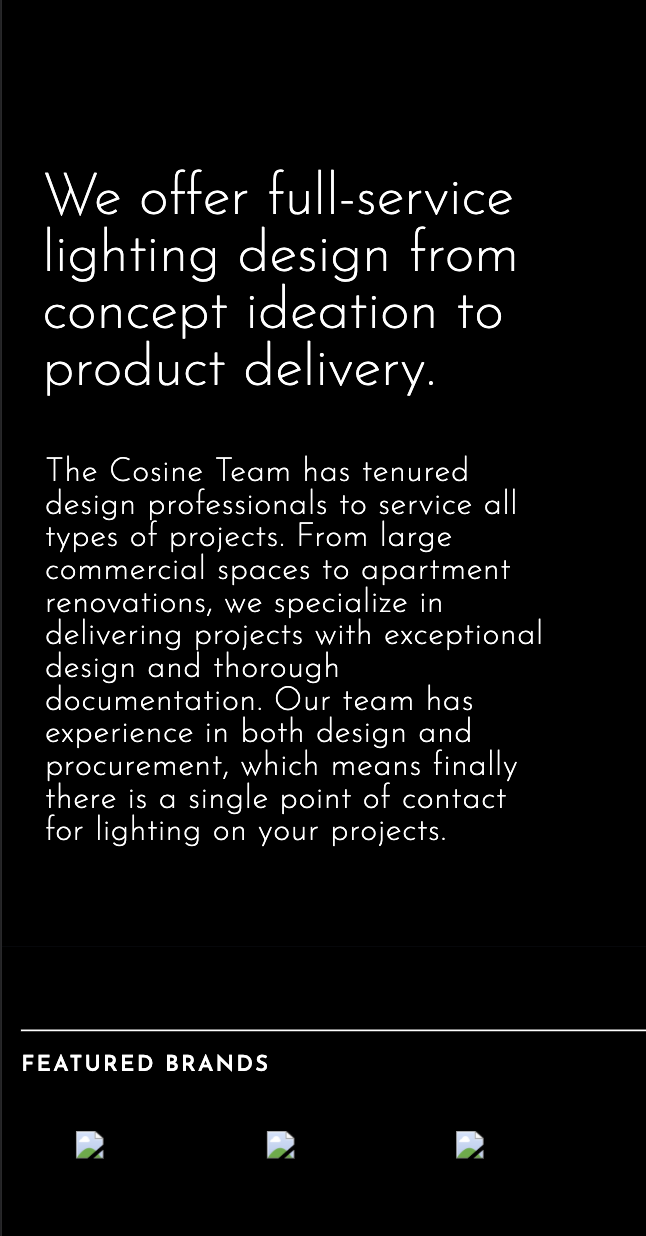 We offer full-service
lighting design from
concept ideation to
product delivery.
The Cosine Team has tenured
design professionals to service all
types of projects. From large
commercial spaces to apartment
renovations, we specialize in
delivering projects with exceptional
design and thorough
documentation. Our team has
experience in both design and
procurement, which means finally
there is a single point of contact
for lighting on your projects.
FEATURED BRANDS